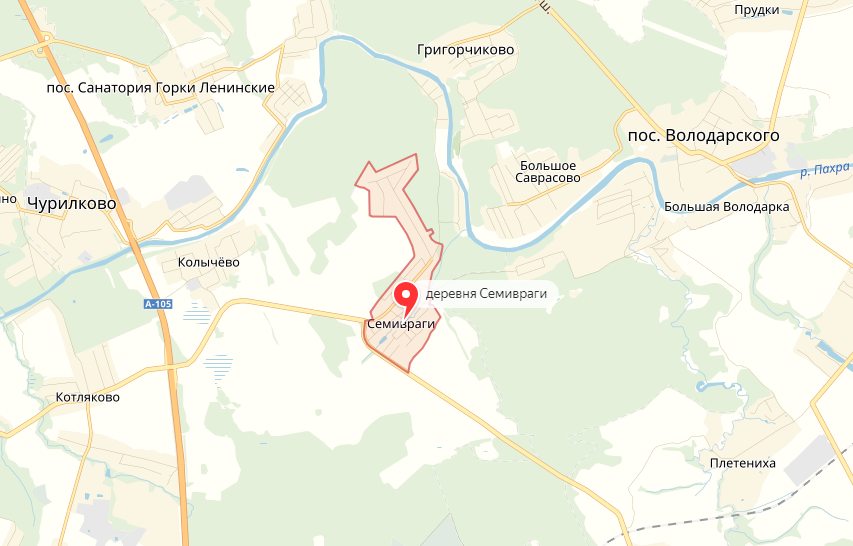 Прудки
ш.
Григорчиково
пос. Санатория Горки Ленинские
пос. Володарского
Большое
Саврасово
р. Пахра
но
Чурилково
Большая Володарка
Колычёво
деревня Семивраги
А-105
Семивраги
Котляково
Плетениха